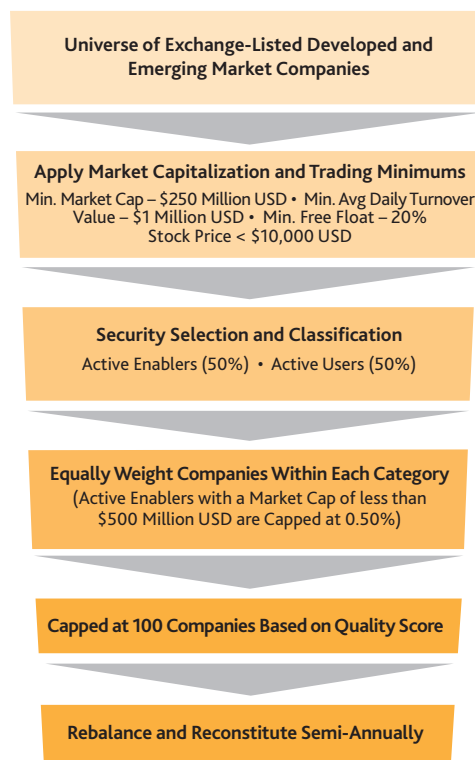 Universe of Exchange-Listed Developed and
Emerging Market Companies
Apply Market Capitalization and Trading Minimums
Min. Market Cap – $250 Million USD • Min. Avg Daily Turnover
Value – $1 Million USD • Min. Free Float – 20%
Stock Price < $10,000 USD
Security Selection and Classification
Active Enablers (50%) • Active Users (50%)
Equally Weight Companies Within Each Category
(Active Enablers with a Market Cap of less than
$500 Million USD are Capped at 0.50%)
Capped at 100 Companies Based on Quality Score
Rebalance and Reconstitute Semi-Annually